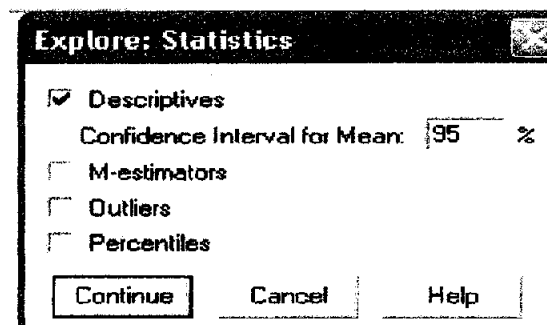 Explore: Statistics
Descriptives
Confidence Interval for Mean: 95 %
M-estimators
Outliers
Percentiles
Continue Cancel Help